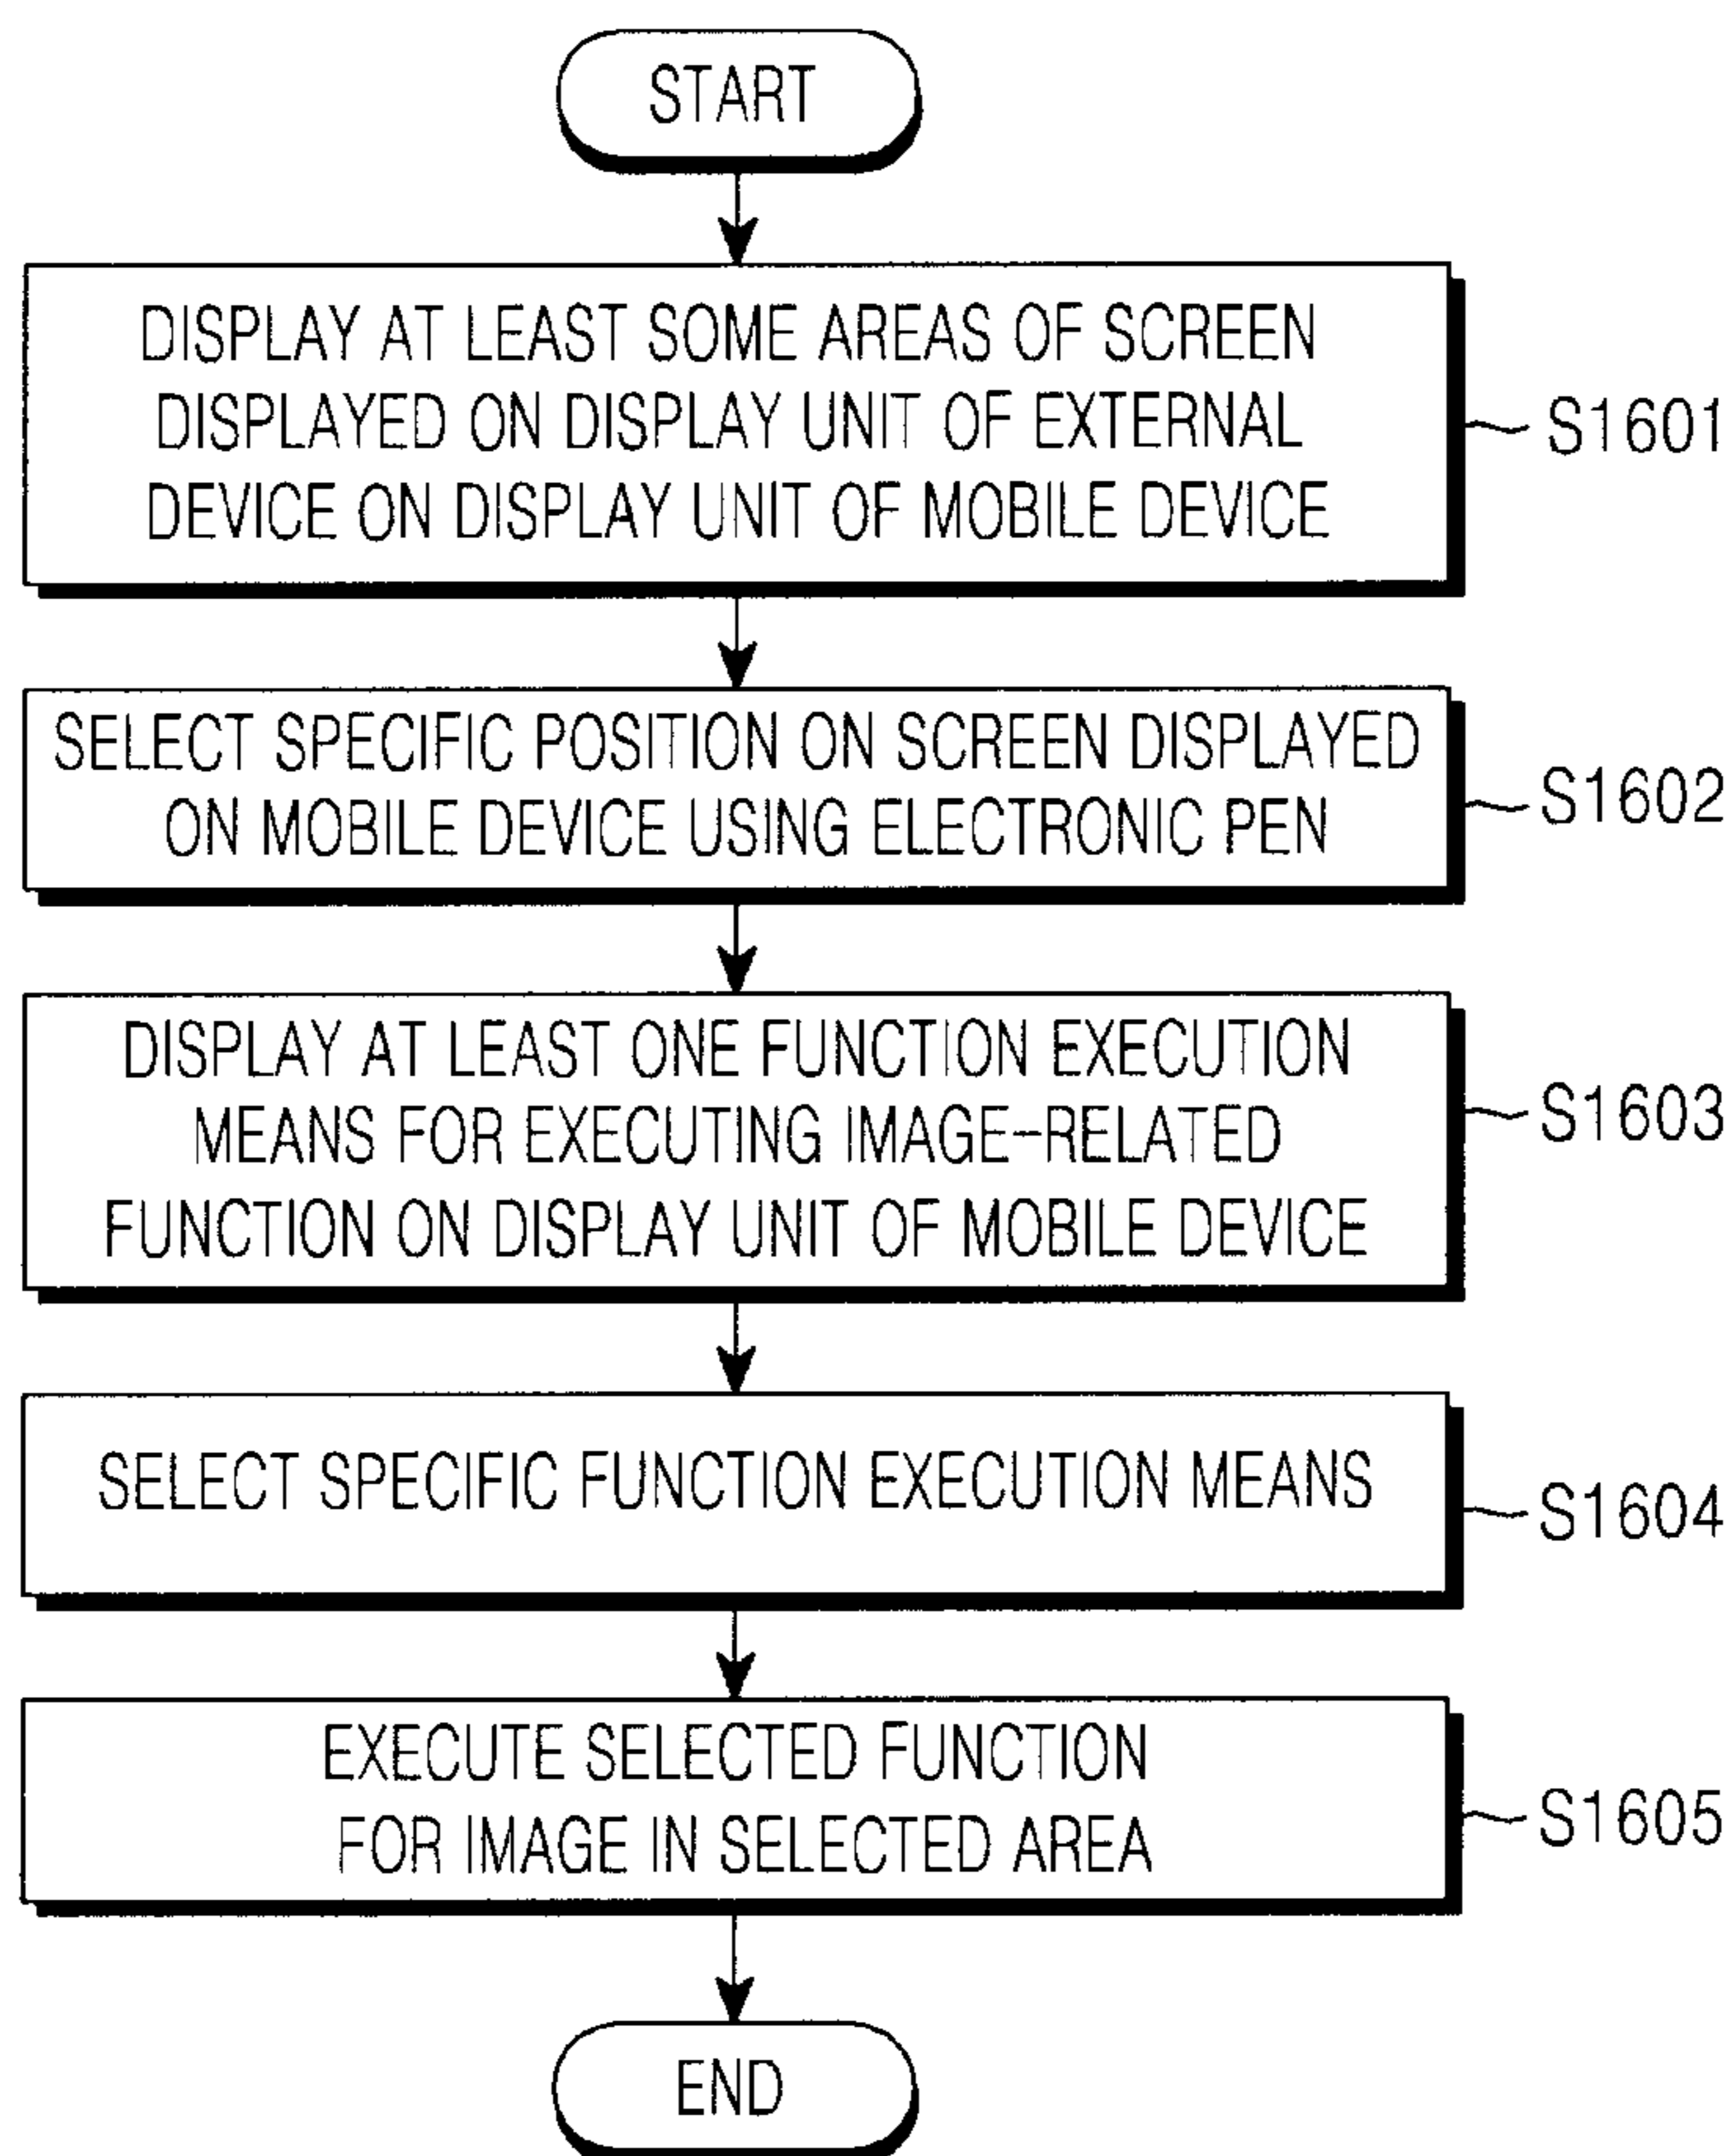 START
DISPLAY AT LEAST SOME AREAS OF SCREEN
DISPLAYED ON DISPLAY UNIT OF EXTERNAL
DEVICE ON DISPLAY UNIT OF MOBILE DEVICE
S1601
SELECT SPECIFIC POSITION ON SCREEN DISPLAYED
ON MOBILE DEVICE USING ELECTRONIC PEN
S1602
DISPLAY AT LEAST ONE FUNCTION EXECUTION
MEANS FOR EXECUTING IMAGE-RELATED
FUNCTION ON DISPLAY UNIT OF MOBILE DEVICE
S1603
SELECT SPECIFIC FUNCTION EXECUTION MEANS
S1604
EXECUTE SELECTED FUNCTION
FOR IMAGE IN SELECTED AREA
S1605
END